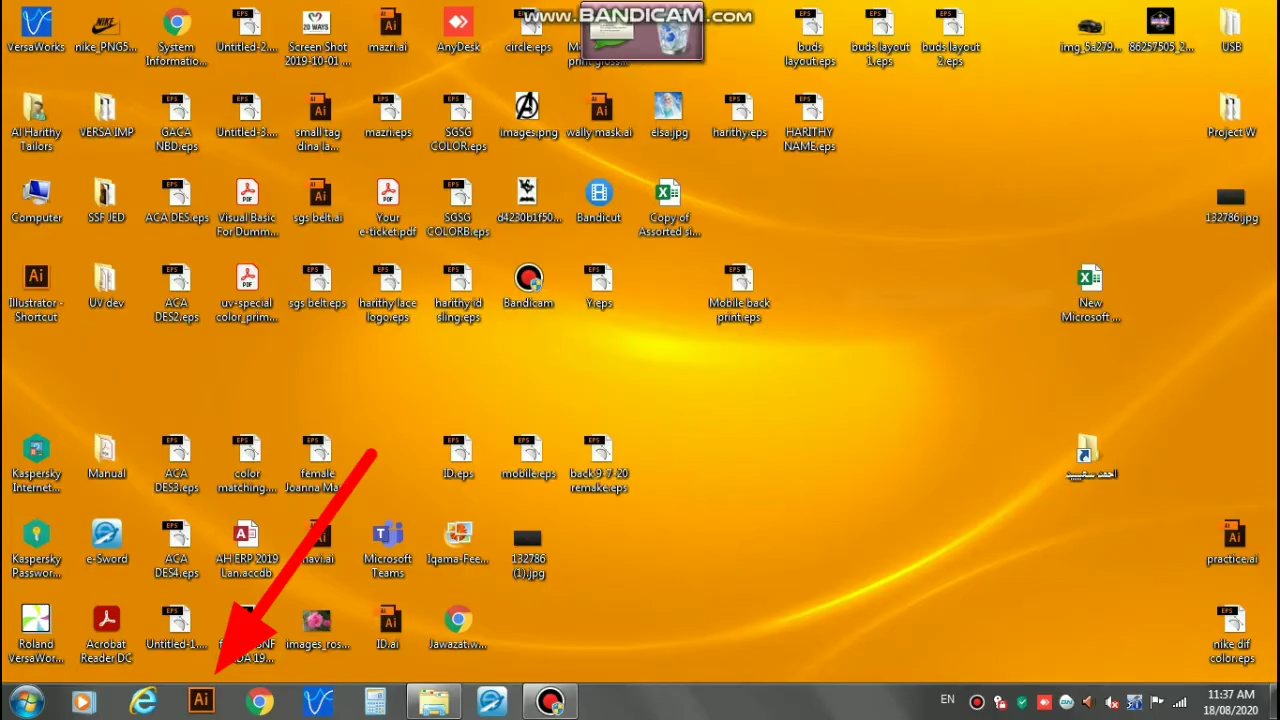 www.BANDICAM.com
VersaWorks
nike_PNG5...
System
Informatio...
Untitled-2....
Screen Shot
2019-10-01 ...
mazri.ai
AnyDesk
circle.eps
print gloss...
buds
layout.eps
buds layout
1.eps
buds layout
2.eps
img_5a279...
86257505_2...
USB
Al Harithy
Tailors
VERSA IMP
GACA
NBD.eps
Untitled-3....
small tag
dina la...
mazri.eps
SGSG
COLOR.eps
images.png
wally mask.ai
elsa.jpg
harithy.eps
HARITHY
NAME.eps
Project W
Computer
SSF JED
ACA DES.eps
Visual Basic
For Dumm...
sgs belt.ai
Your
e-ticket.pdf
SGSG
COLORB.eps
d4230b1f50...
Bandicut
Copy of
Assorted si...
132786.jpg
Illustrator -
Shortcut
UV dev
ACA
DES2.eps
uv-special
color_prim...
sgs belt.eps
harithy lace
logo.eps
harithy id
sling.eps
Bandicam
Y.eps
Mobile back
print.eps
New
Microsoft ...
Kaspersky
Internet...
Manual
ACA
DES3.eps
color
matching....
female
Joanna Ma...
ID.eps
mobile.eps
back 9-7-20
remake.eps
احمد سعييد
Kaspersky
Passwor...
e-Sword
ACA
DES4.eps
AH ERP 2019
Lan.accdb
navi.ai
Microsoft
Teams
Iqama-Fee...
132786
(1).jpg
practice.ai
Roland
VersaWor...
Acrobat
Reader DC
Untitled-1....
images_ros...
ID.ai
Jawazat.w...
nike dif
color.eps
Ai
EN
11:37 AM
18/08/2020